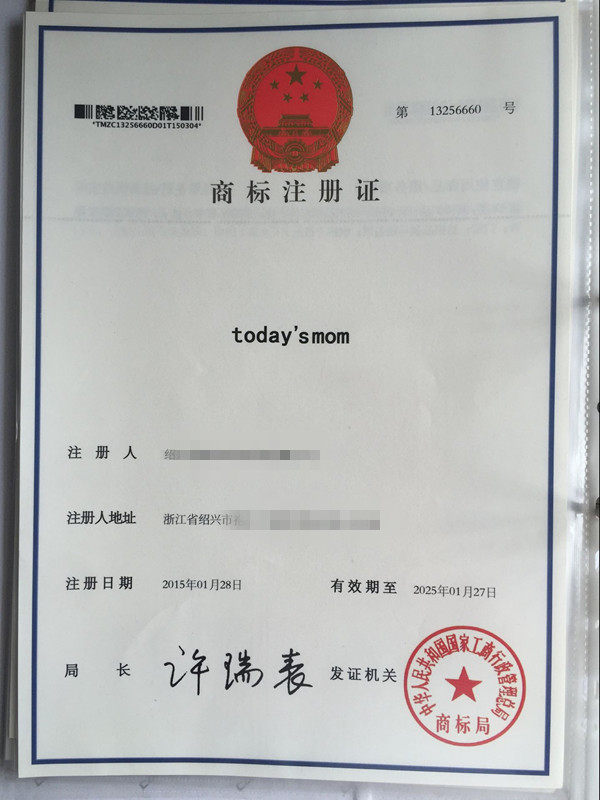 *TMZC13256660D01T150304*
第 13256660 号
商标注册证
today's mom
注册人 绍
注册人地址 浙江省绍兴市
注册日期 2015年01月28日 有效期至 2025年01月27日
局长 许瑞表 发证机关
中华人民共和国国家工商行政管理总局
商标局